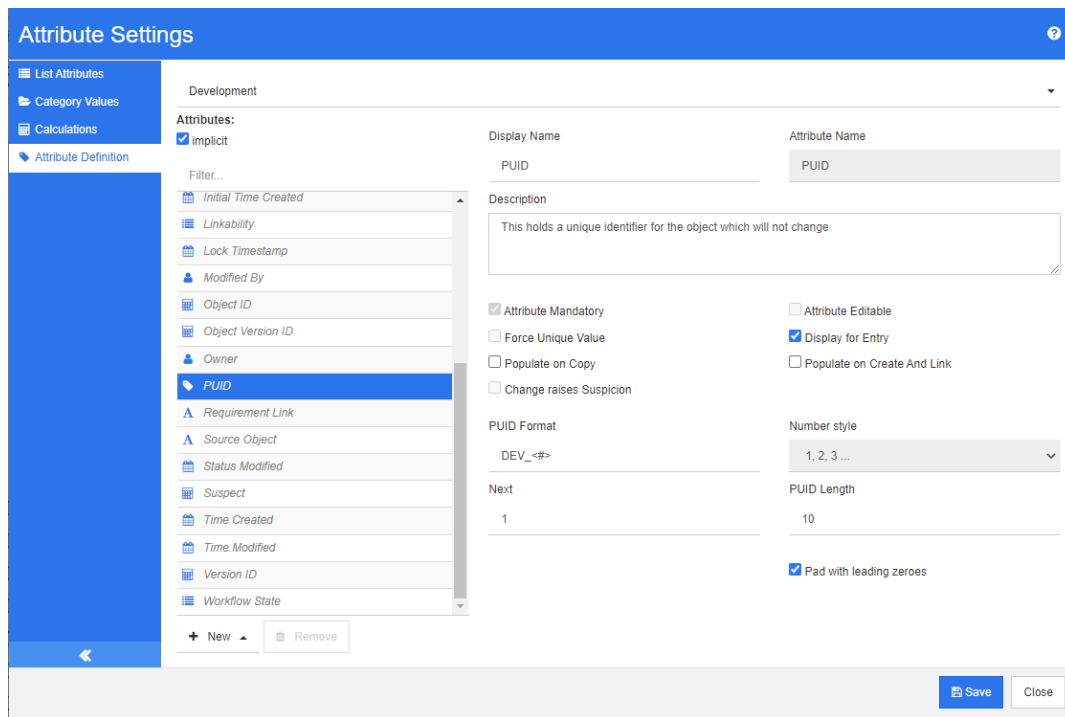 Attribute Settings
List Attributes
Category Values
Calculations
Attribute Definition
Development
Attributes:
implicit
Filter...
Initial Time Created
Linkability
Lock Timestamp
Modified By
Object ID
Object Version ID
Owner
PUID
Requirement Link
Source Object
Status Modified
Suspect
Time Created
Time Modified
Version ID
Workflow State
New
Remove
Display Name
Attribute Name
PUID
PUID
Description
This holds a unique identifier for the object which will not change
Attribute Mandatory
Attribute Editable
Force Unique Value
Display for Entry
Populate on Copy
Populate on Create And Link
Change raises Suspicion
PUID Format
Number style
DEV_<#>
1, 2, 3 ...
Next
PUID Length
1
10
Pad with leading zeroes
Save
Close